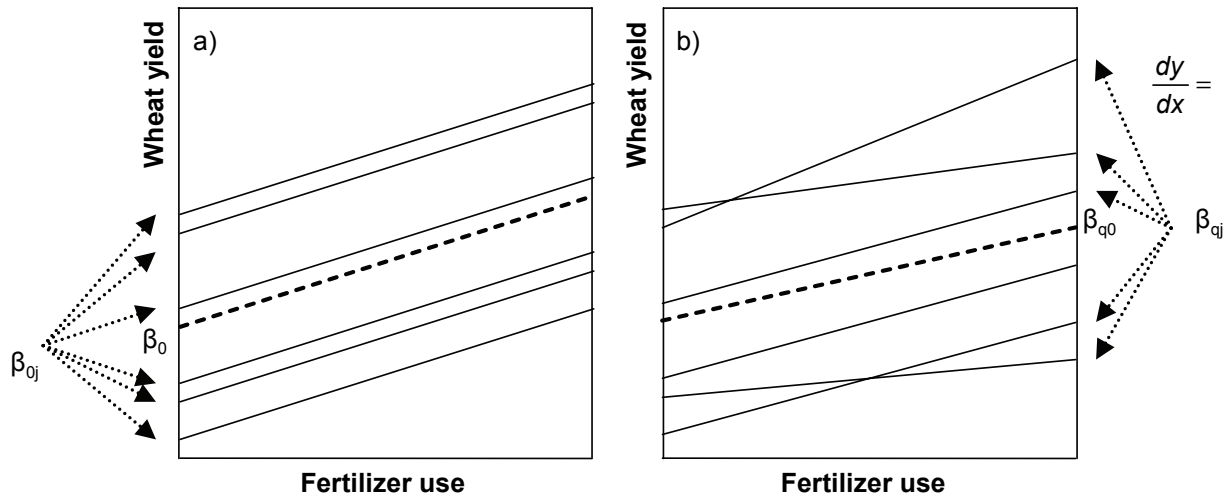 a)
Wheat yield
β0j
β0
Fertilizer use
b)
Wheat yield
dy
dx =
βq0
βqj
Fertilizer use